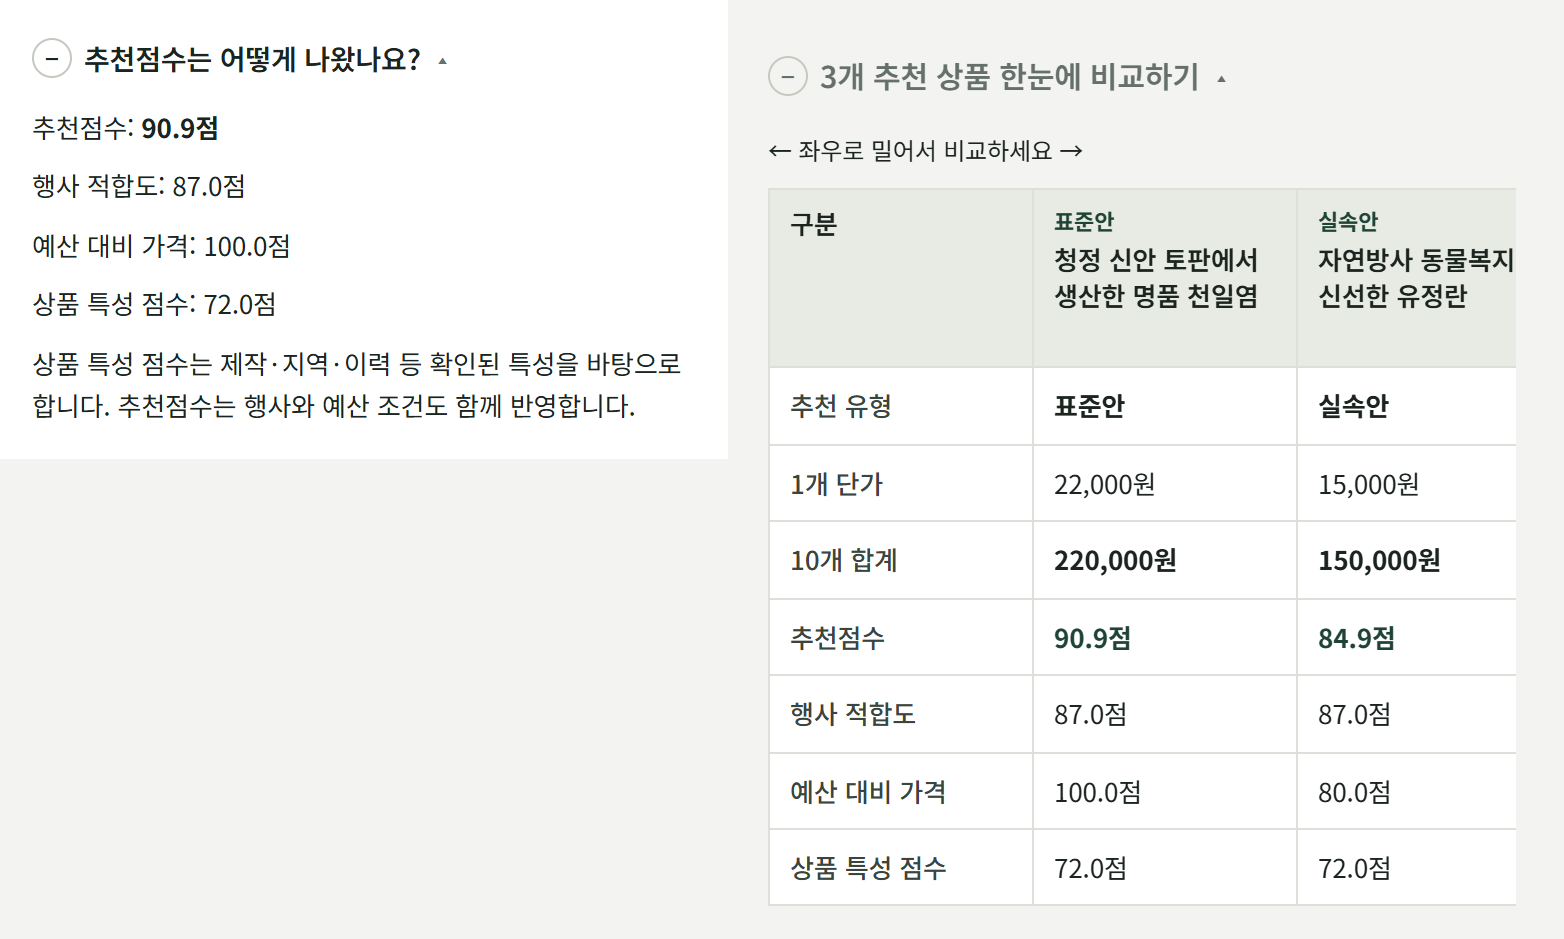 추천점수는 어떻게 나왔나요? ▲
추천점수: 90.9점
행사 적합도: 87.0점
예산 대비 가격: 100.0점
상품 특성 점수: 72.0점
상품 특성 점수는 제작·지역·이력 등 확인된 특성을 바탕으로
합니다. 추천점수는 행사와 예산 조건도 함께 반영합니다.
3개 추천 상품 한눈에 비교하기 ▲
← 좌우로 밀어서 비교하세요 →
구분 표준안 실속안
청정 신안 토판에서 자연방사 동물복지
생산한 명품 천일염 신선한 유정란
추천 유형 표준안 실속안
1개 단가 22,000원 15,000원
10개 합계 220,000원 150,000원
추천점수 90.9점 84.9점
행사 적합도 87.0점 87.0점
예산 대비 가격 100.0점 80.0점
상품 특성 점수 72.0점 72.0점